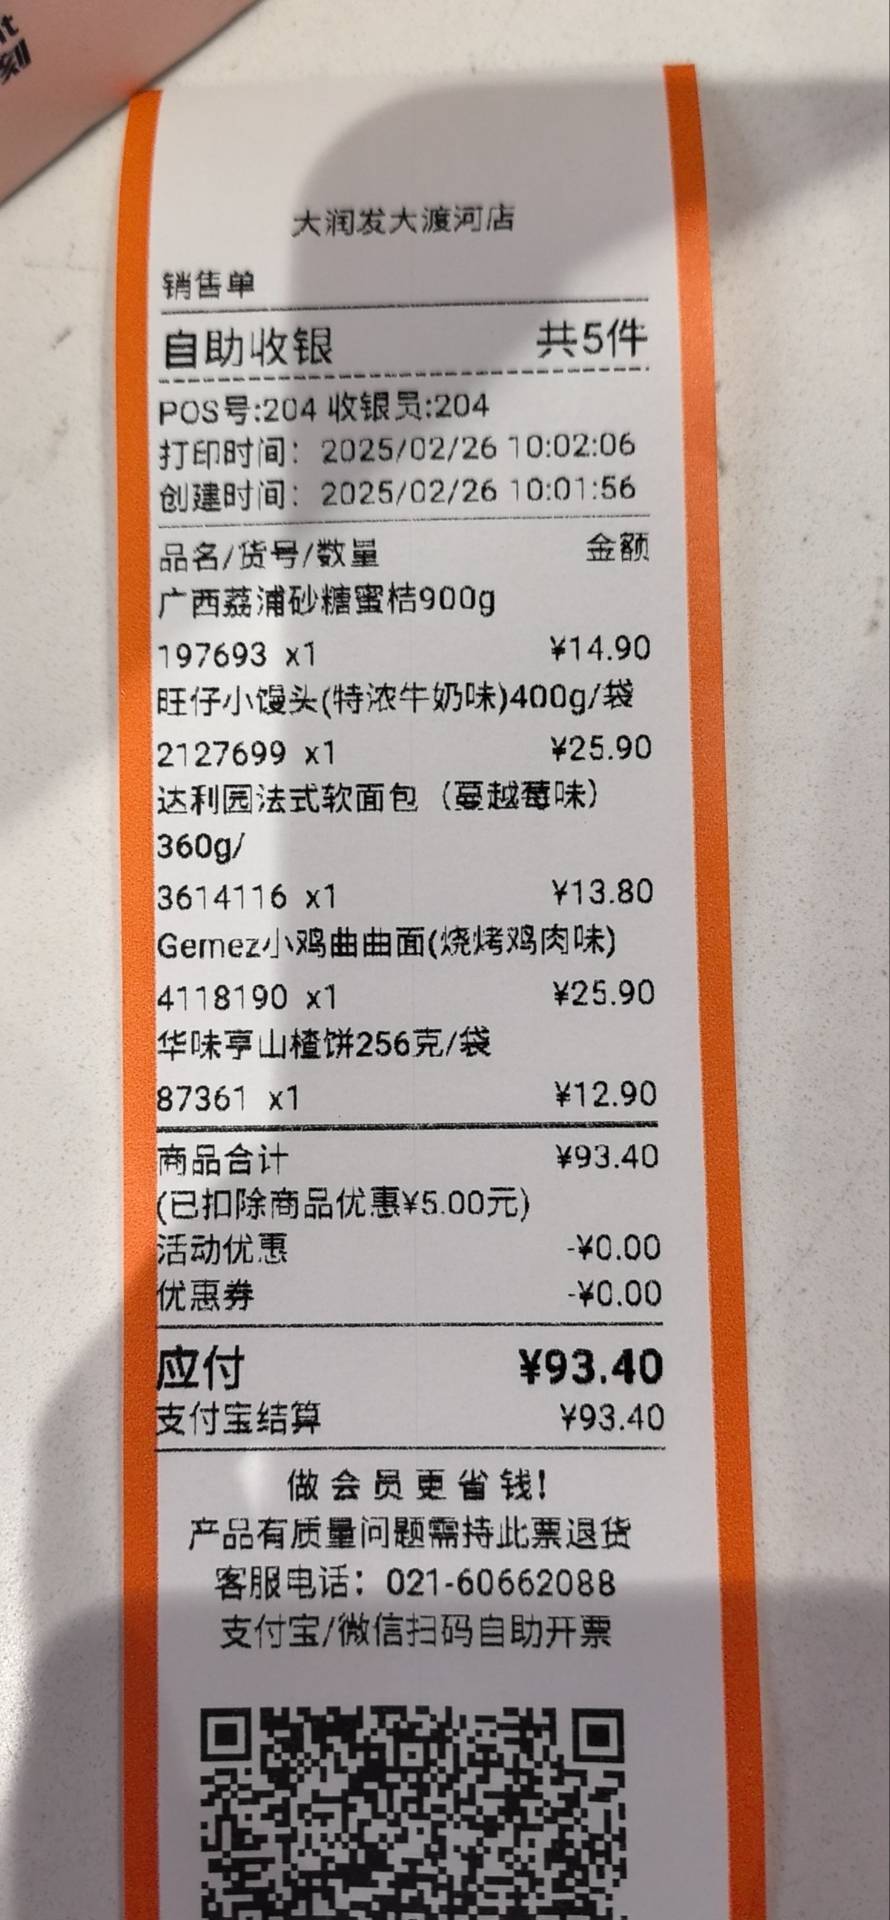 t
刻
大润发大渡河店
销售单
自助收银 共5件
POS号:204 收银员:204
打印时间: 2025/02/26 10:02:06
创建时间: 2025/02/26 10:01:56
品名/货号/数量 金额
广西荔浦砂糖蜜桔900g
197693 x1 ¥14.90
旺仔小馒头(特浓牛奶味)400g/袋
2127699 x1 ¥25.90
达利园法式软面包（蔓越莓味）
360g/
3614116 x1 ¥13.80
Gemez小鸡曲曲面(烧烤鸡肉味)
4118190 x1 ¥25.90
华味亨山楂饼256克/袋
87361 x1 ¥12.90
商品合计 ¥93.40
(已扣除商品优惠¥5.00元)
活动优惠 -¥0.00
优惠券 -¥0.00
应付 ¥93.40
支付宝结算 ¥93.40
做会员更省钱!
产品有质量问题需持此票退货
客服电话：021-60662088
支付宝/微信扫码自助开票